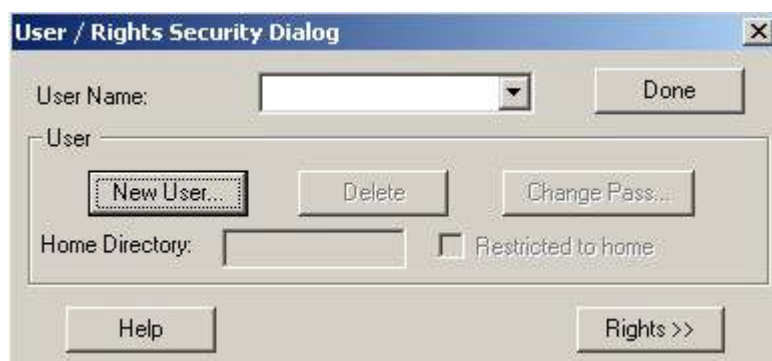 User / Rights Security Dialog
User Name:
Done
User
New User...
Delete
Change Pass...
Home Directory:
Restricted to home
Help
Rights >>